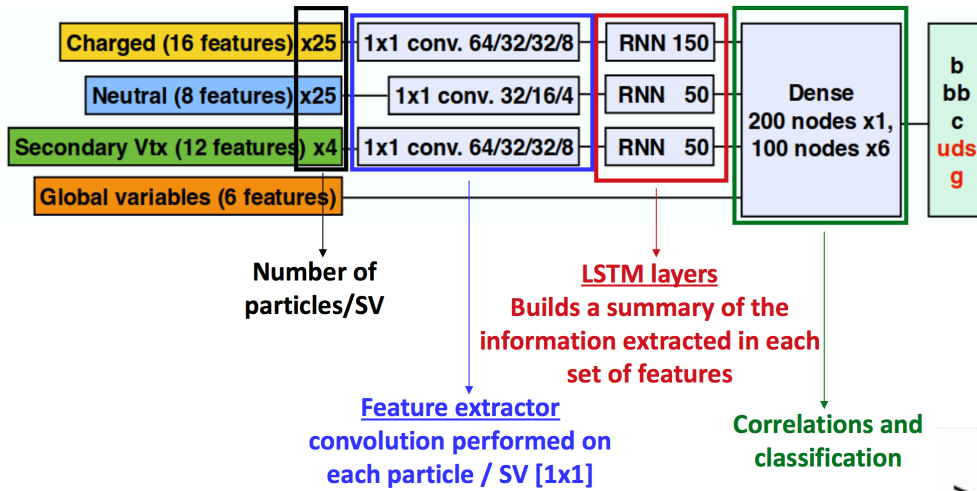 Charged (16 features) x25
1x1 conv. 64/32/32/8
RNN 150
Neutral (8 features) x25
1x1 conv. 32/16/4
RNN 50
Secondary Vtx (12 features) x4
1x1 conv. 64/32/32/8
RNN 50
Global variables (6 features)
Dense
200 nodes x1,
100 nodes x6
b
bb
c
uds
g
Number of
particles/SV
Feature extractor
convolution performed on
each particle / SV [1x1]
LSTM layers
Builds a summary of the
information extracted in each
set of features
Correlations and
classification